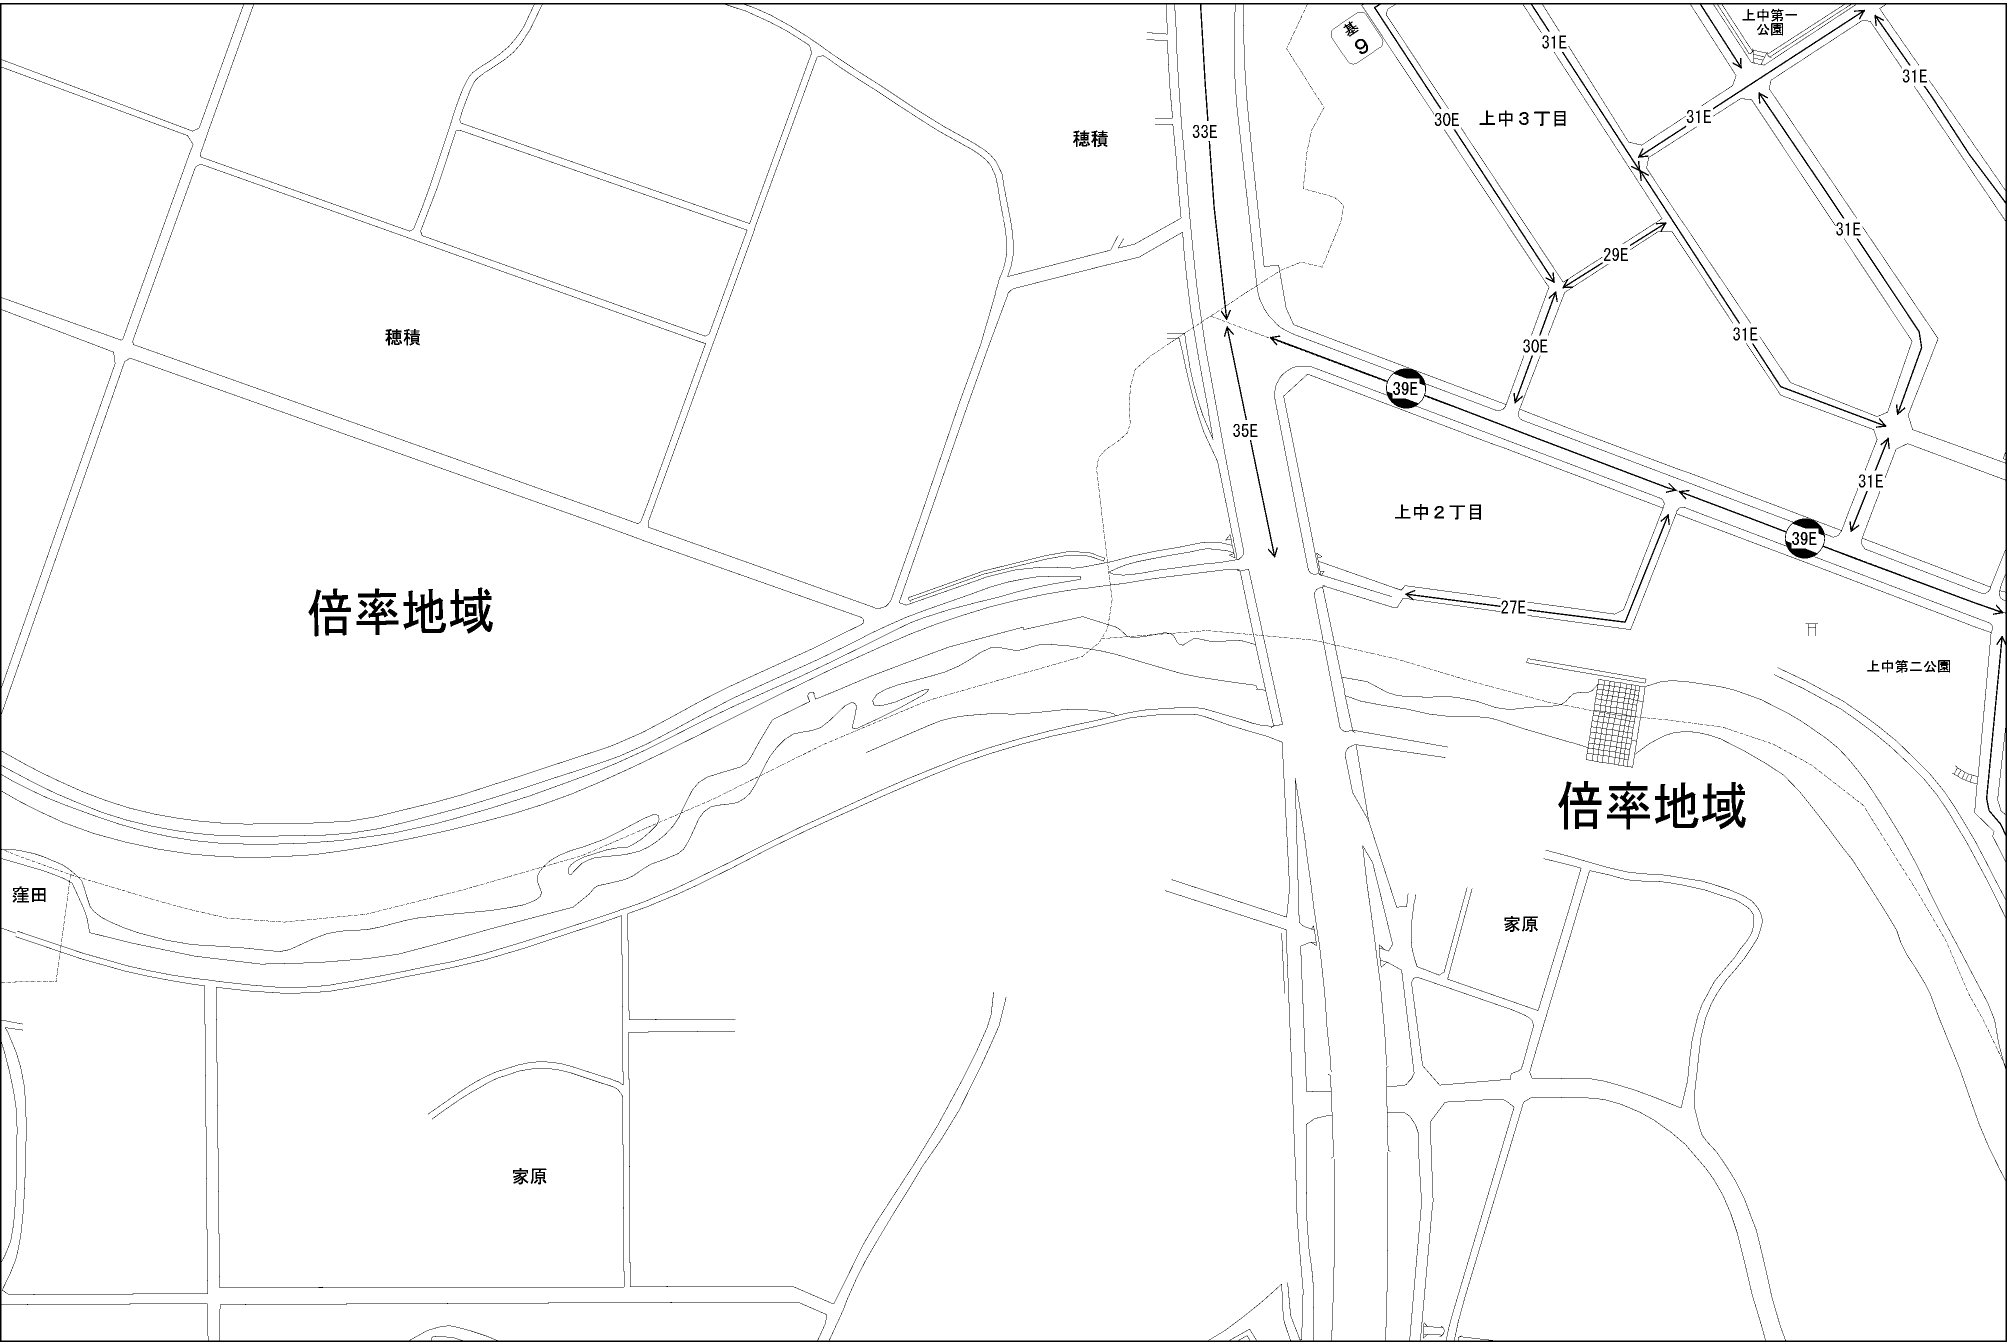 上中第一
公園
基
9
31E
31E
30E
上中３丁目
31E
33E
穂積
31E
29E
穂積
31E
30E
39E
35E
31E
上中２丁目
39E
倍率地域
27E
上中第二公園
倍率地域
窪田
家原
家原